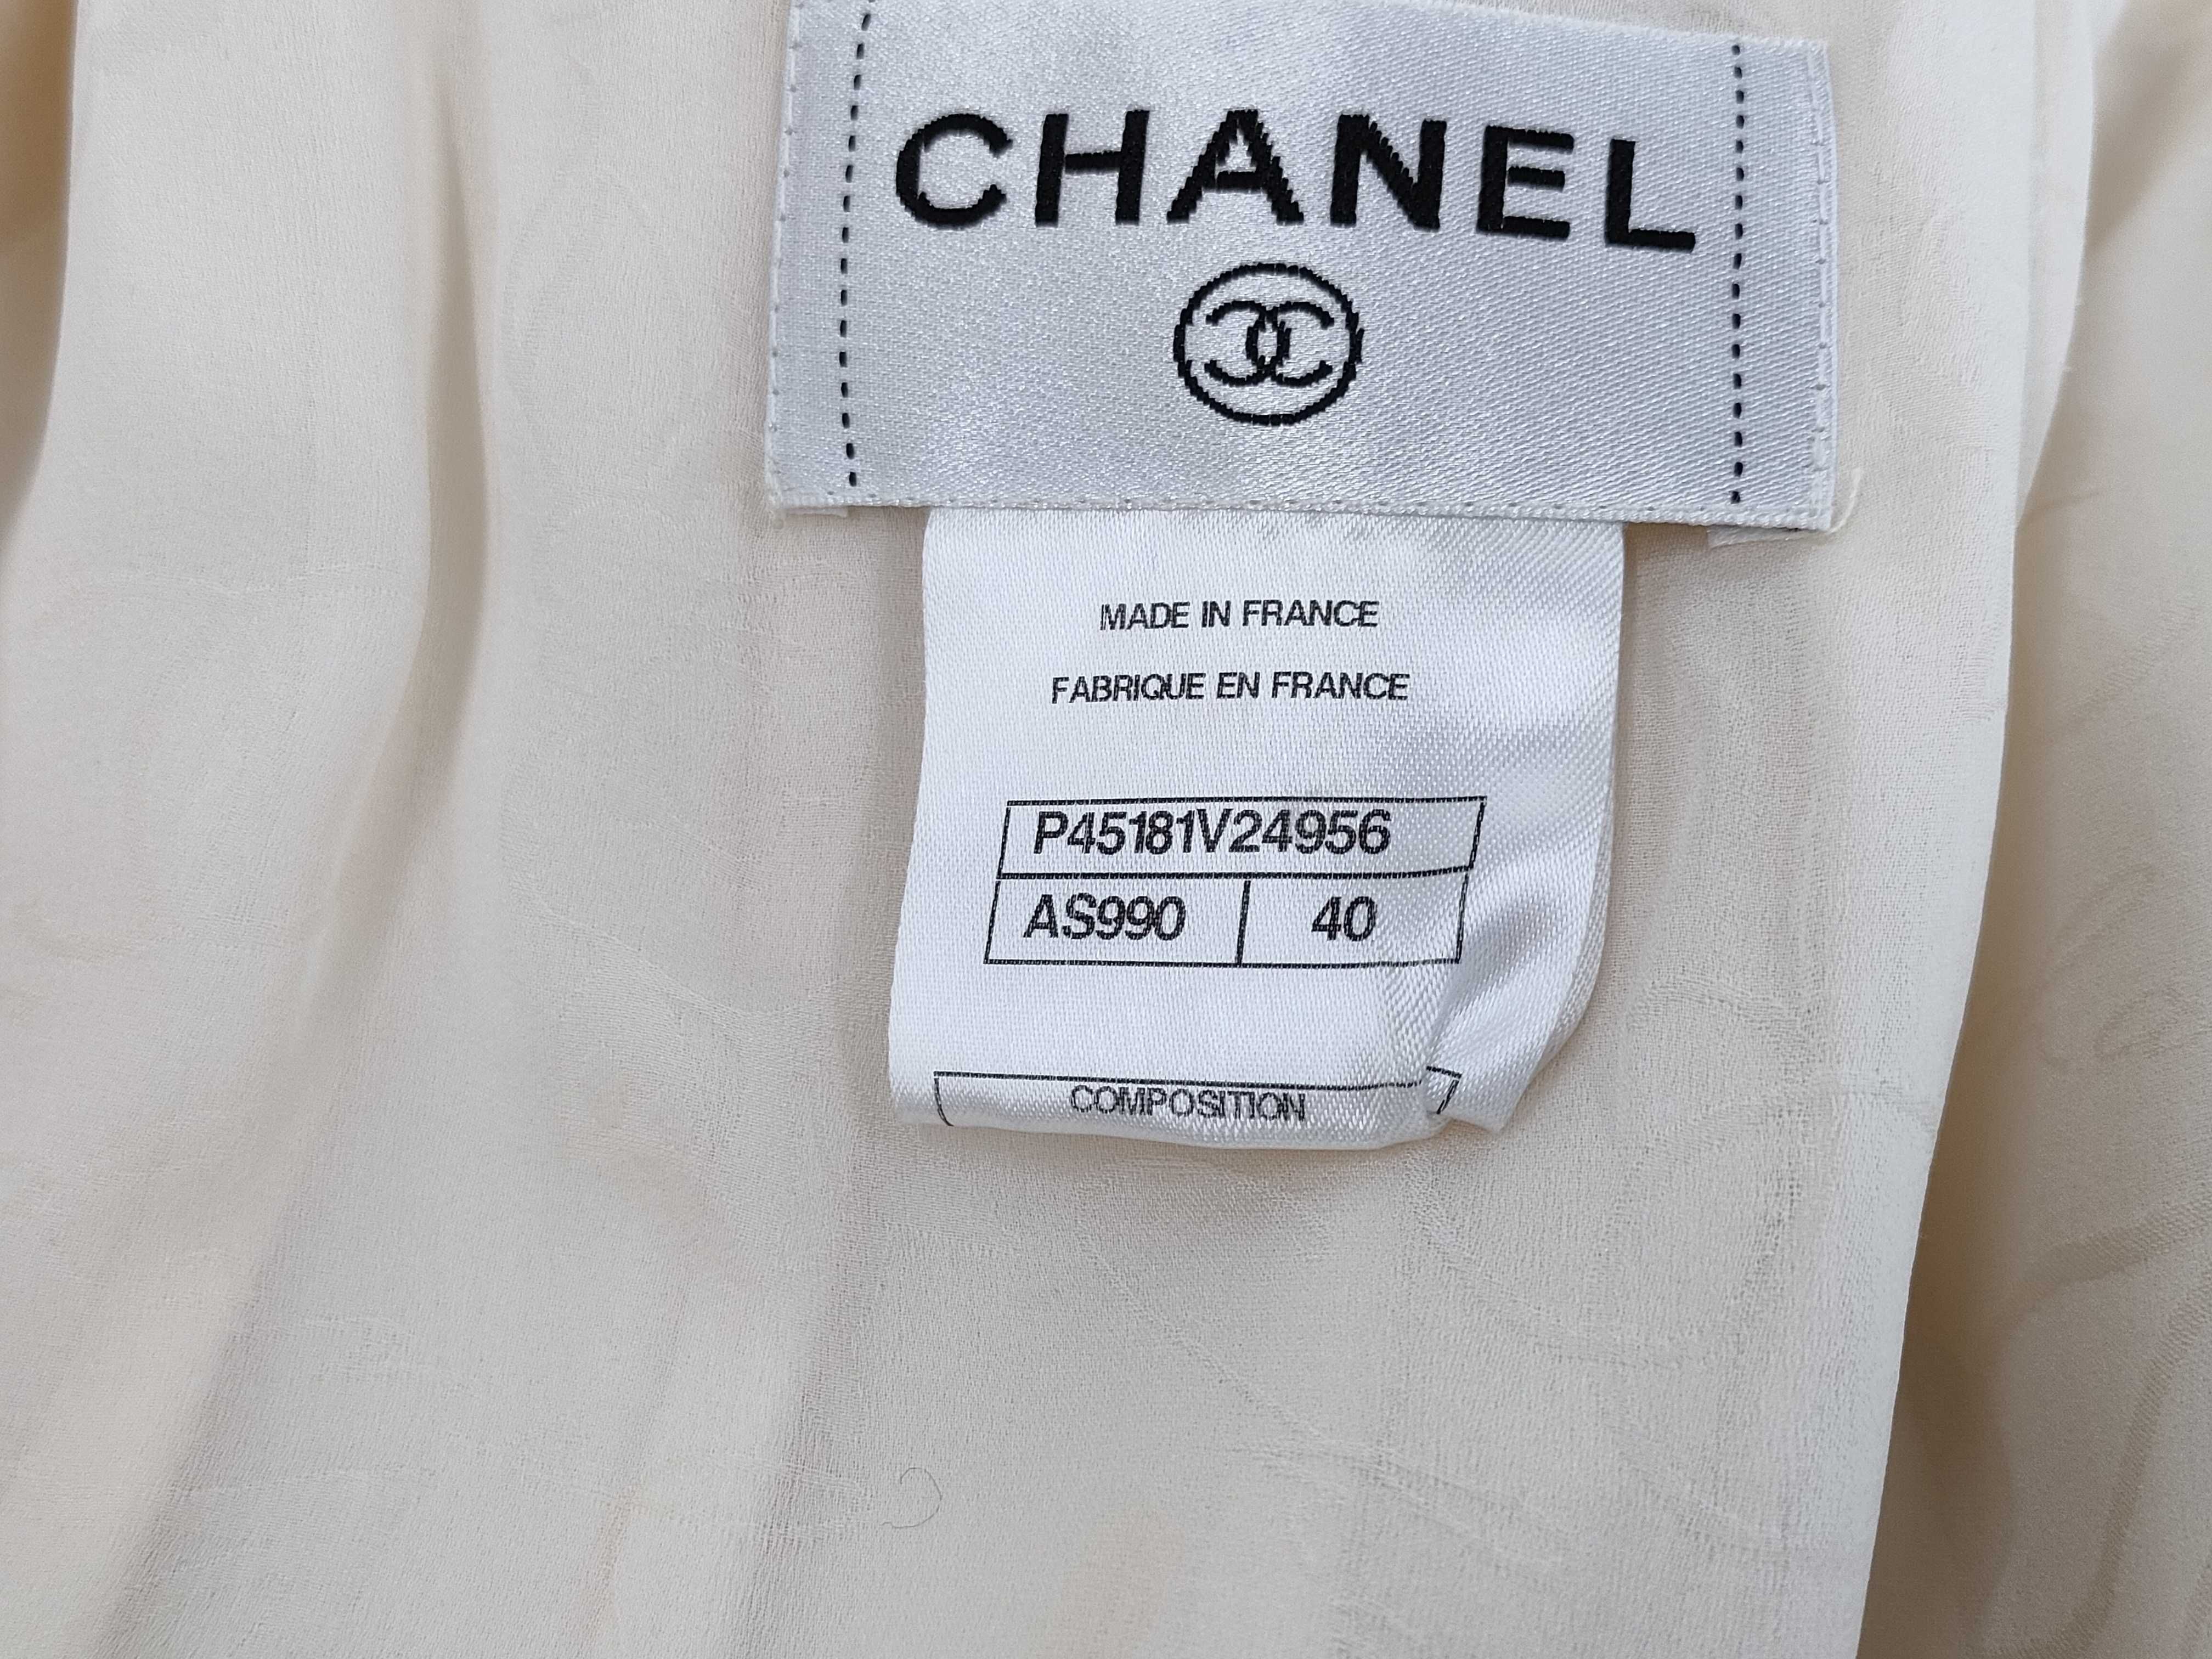 CHANEL
MADE IN FRANCE
FABRIQUE EN FRANCE
P45181V24956
AS990 40
COMPOSITION